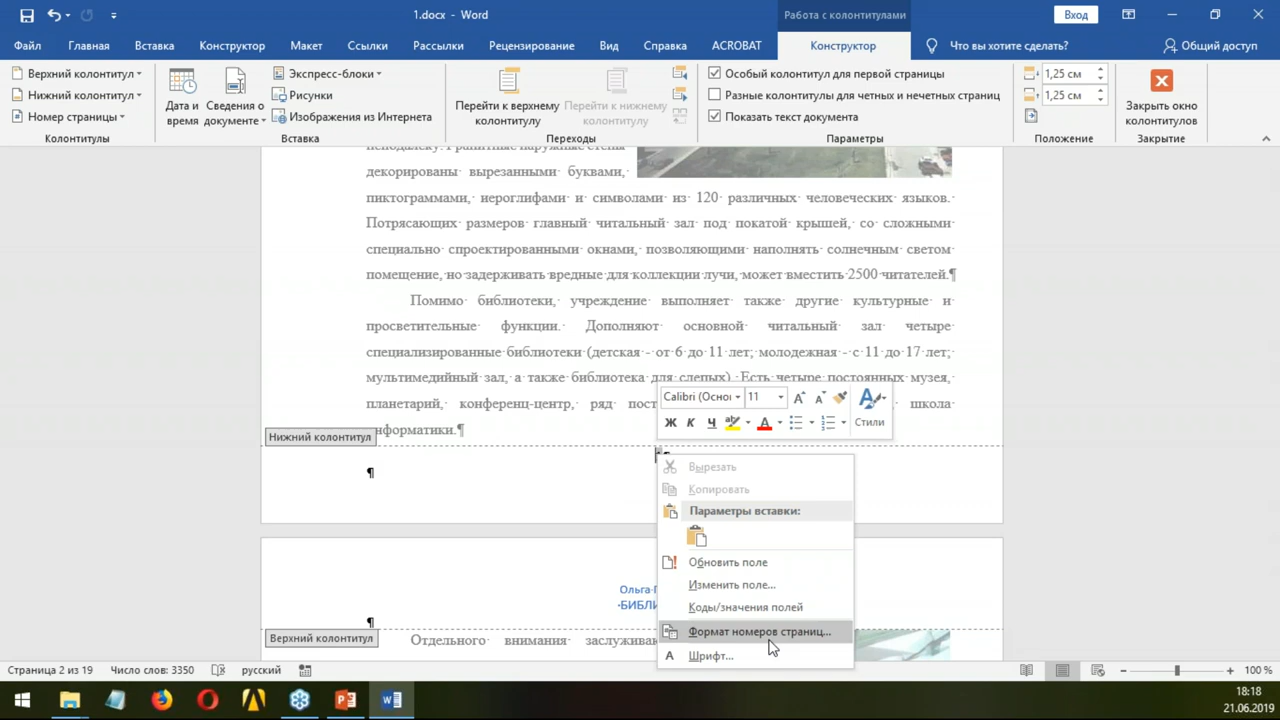 1.docx - Word
Работа с колонтитулами
Вход
Файл
Главная
Вставка
Конструктор
Макет
Ссылки
Рассылки
Рецензирование
Вид
Справка
ACROBAT
Конструктор
Что вы хотите сделать?
Общий доступ
Верхний колонтитул
Нижний колонтитул
Номер страницы
Колонтитулы
Дата и время
Сведения о документе
Экспресс-блоки
Рисунки
Изображения из Интернета
Вставка
Перейти к верхнему колонтитулу
Перейти к нижнему колонтитулу
Переходы
Особый колонтитул для первой страницы
Разные колонтитулы для четных и нечетных страниц
Показать текст документа
Параметры
1,25 см
1,25 см
Положение
Закрыть окно колонтитулов
Закрытие
неподалеку. Гранитные наружные стены
декорированы вырезанными буквами,
пиктограммами, иероглифами и символами из 120 различных человеческих языков.
Потрясающих размеров главный читальный зал под покатой крышей, со сложными
специально спроектированными окнами, позволяющими наполнять солнечным светом
помещение, но задерживать вредные для коллекции лучи, может вместить 2500 читателей.¶
Помимо библиотеки, учреждение выполняет также другие культурные и
просветительные функции. Дополняют основной читальный зал четыре
специализированные библиотеки (детская - от 6 до 11 лет; молодежная - с 11 до 17 лет;
мультимедийный зал, а также библиотека для слепых). Есть четыре постоянных музея,
планетарий, конференц-центр, ряд пост
школа
информатики.¶
Нижний колонтитул
¶
Calibri (Осно
11
Ж К Ч
А
Стили
Вырезать
Копировать
Параметры вставки:
Обновить поле
Изменить поле...
Коды/значения полей
Формат номеров страниц...
Шрифт...
Ольга
БИБЛИ
¶
Верхний колонтитул
Отдельного внимания заслужива
Страница 2 из 19
Число слов: 3350
русский
100 %
18:18
21.06.2019